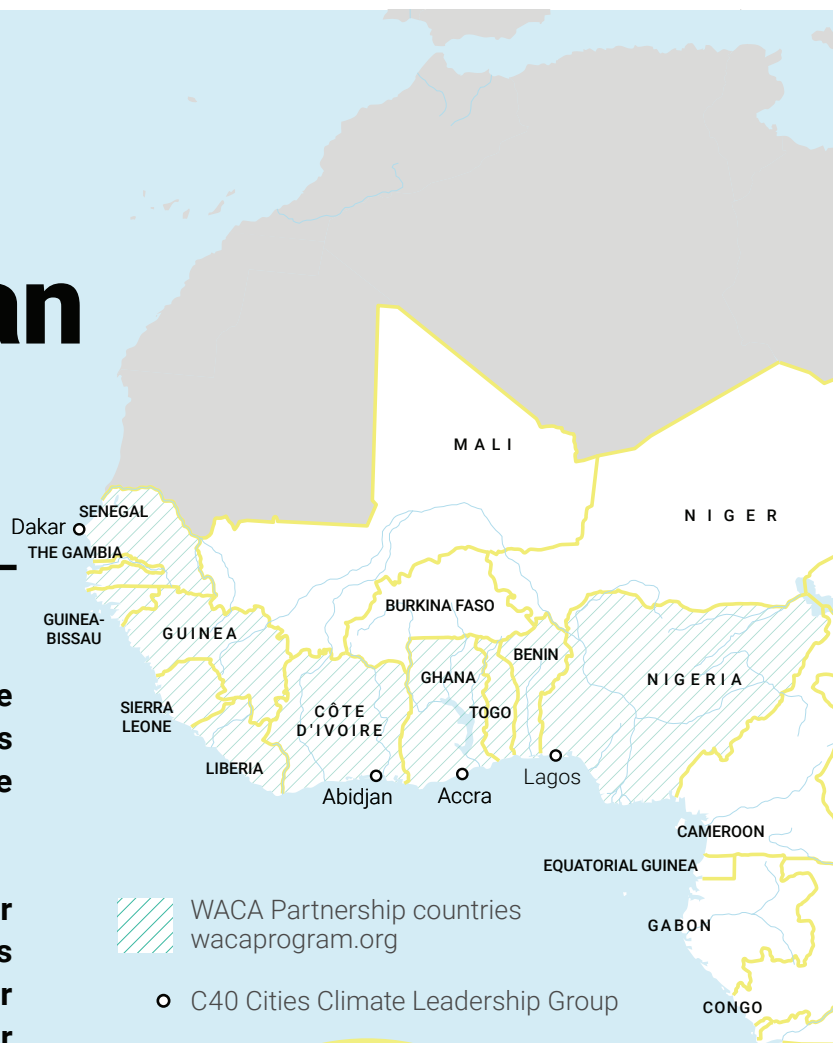 an
MALI
NIGER
SENEGAL
Dakar
THE GAMBIA
–
BURKINA FASO
GUINEA-
BISSAU
GUINEA
BENIN
GHANA
NIGERIA
e
SIERRA
LEONE
CÔTE
D'IVOIRE
TOGO
s
LIBERIA
e
Lagos
Abidjan
Accra
CAMEROON
EQUATORIAL GUINEA
r
WACA Partnership countries
wacaprogram.org
GABON
s
r
C40 Cities Climate Leadership Group
CONGO
r